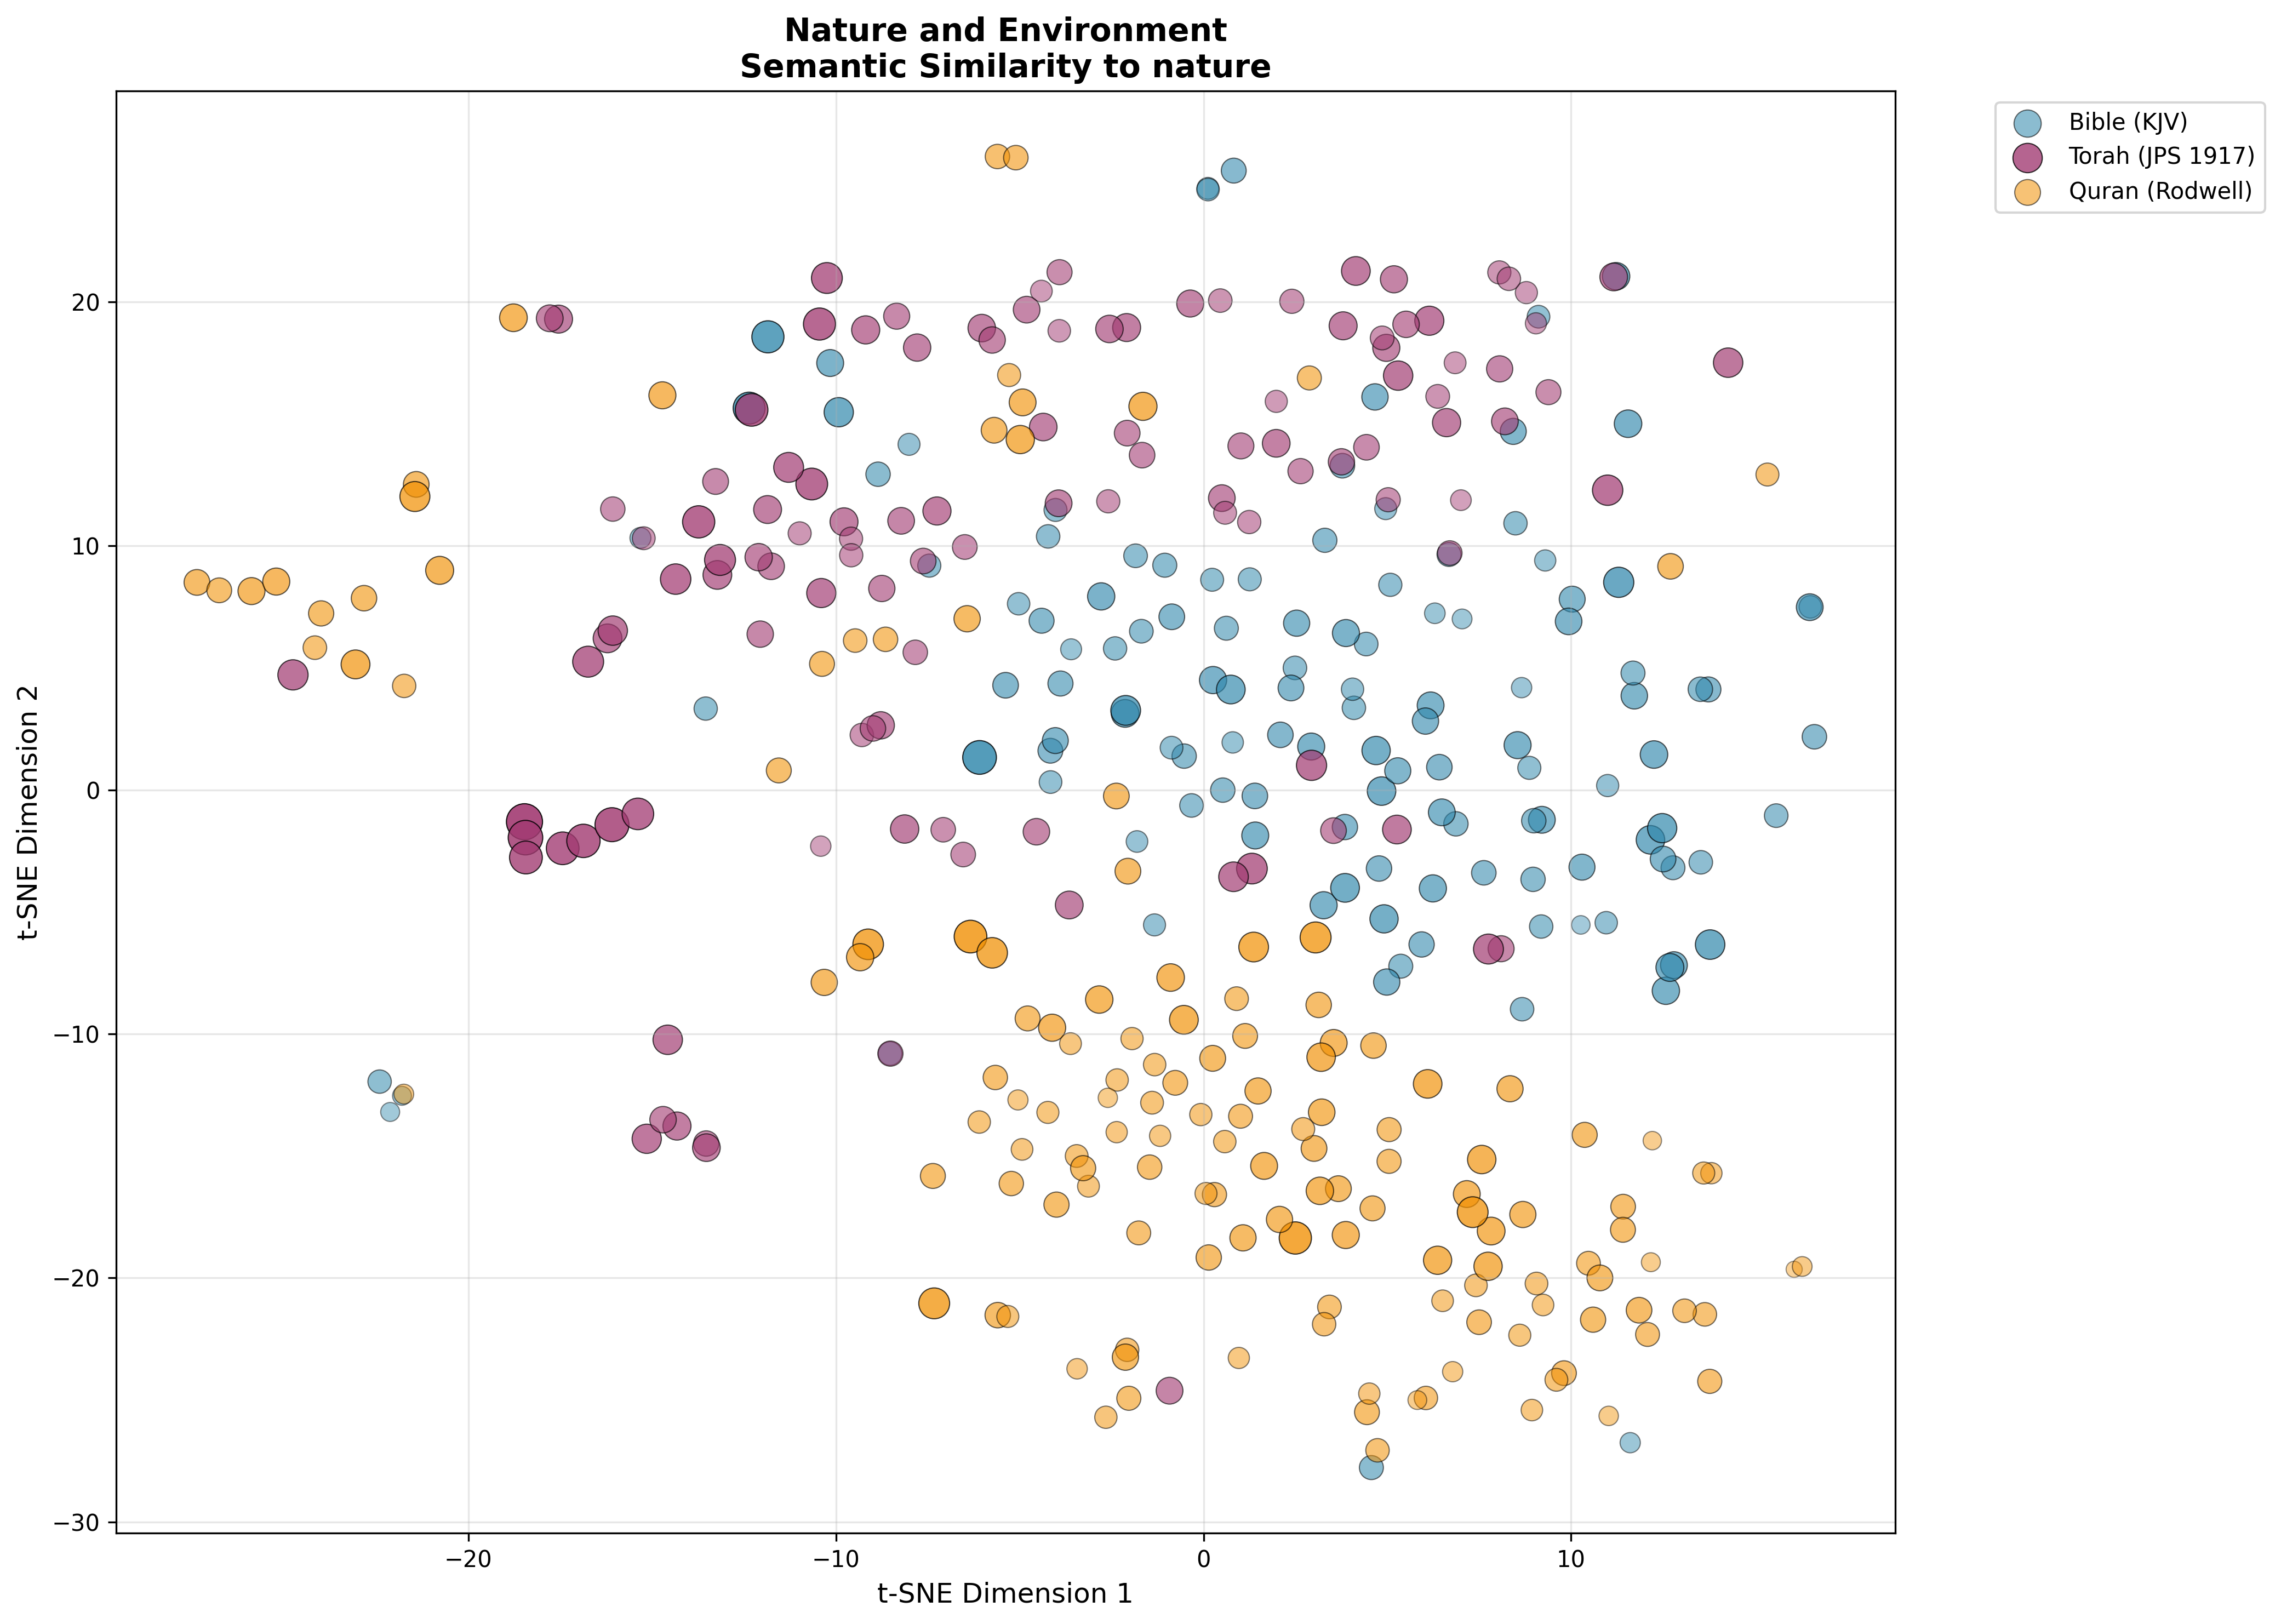 Nature and Environment
Semantic Similarity to nature
Bible (KJV)
Torah (JPS 1917)
Quran (Rodwell)
t-SNE Dimension 2
20
10
0
−10
−20
−30
−20
−10
0
10
t-SNE Dimension 1